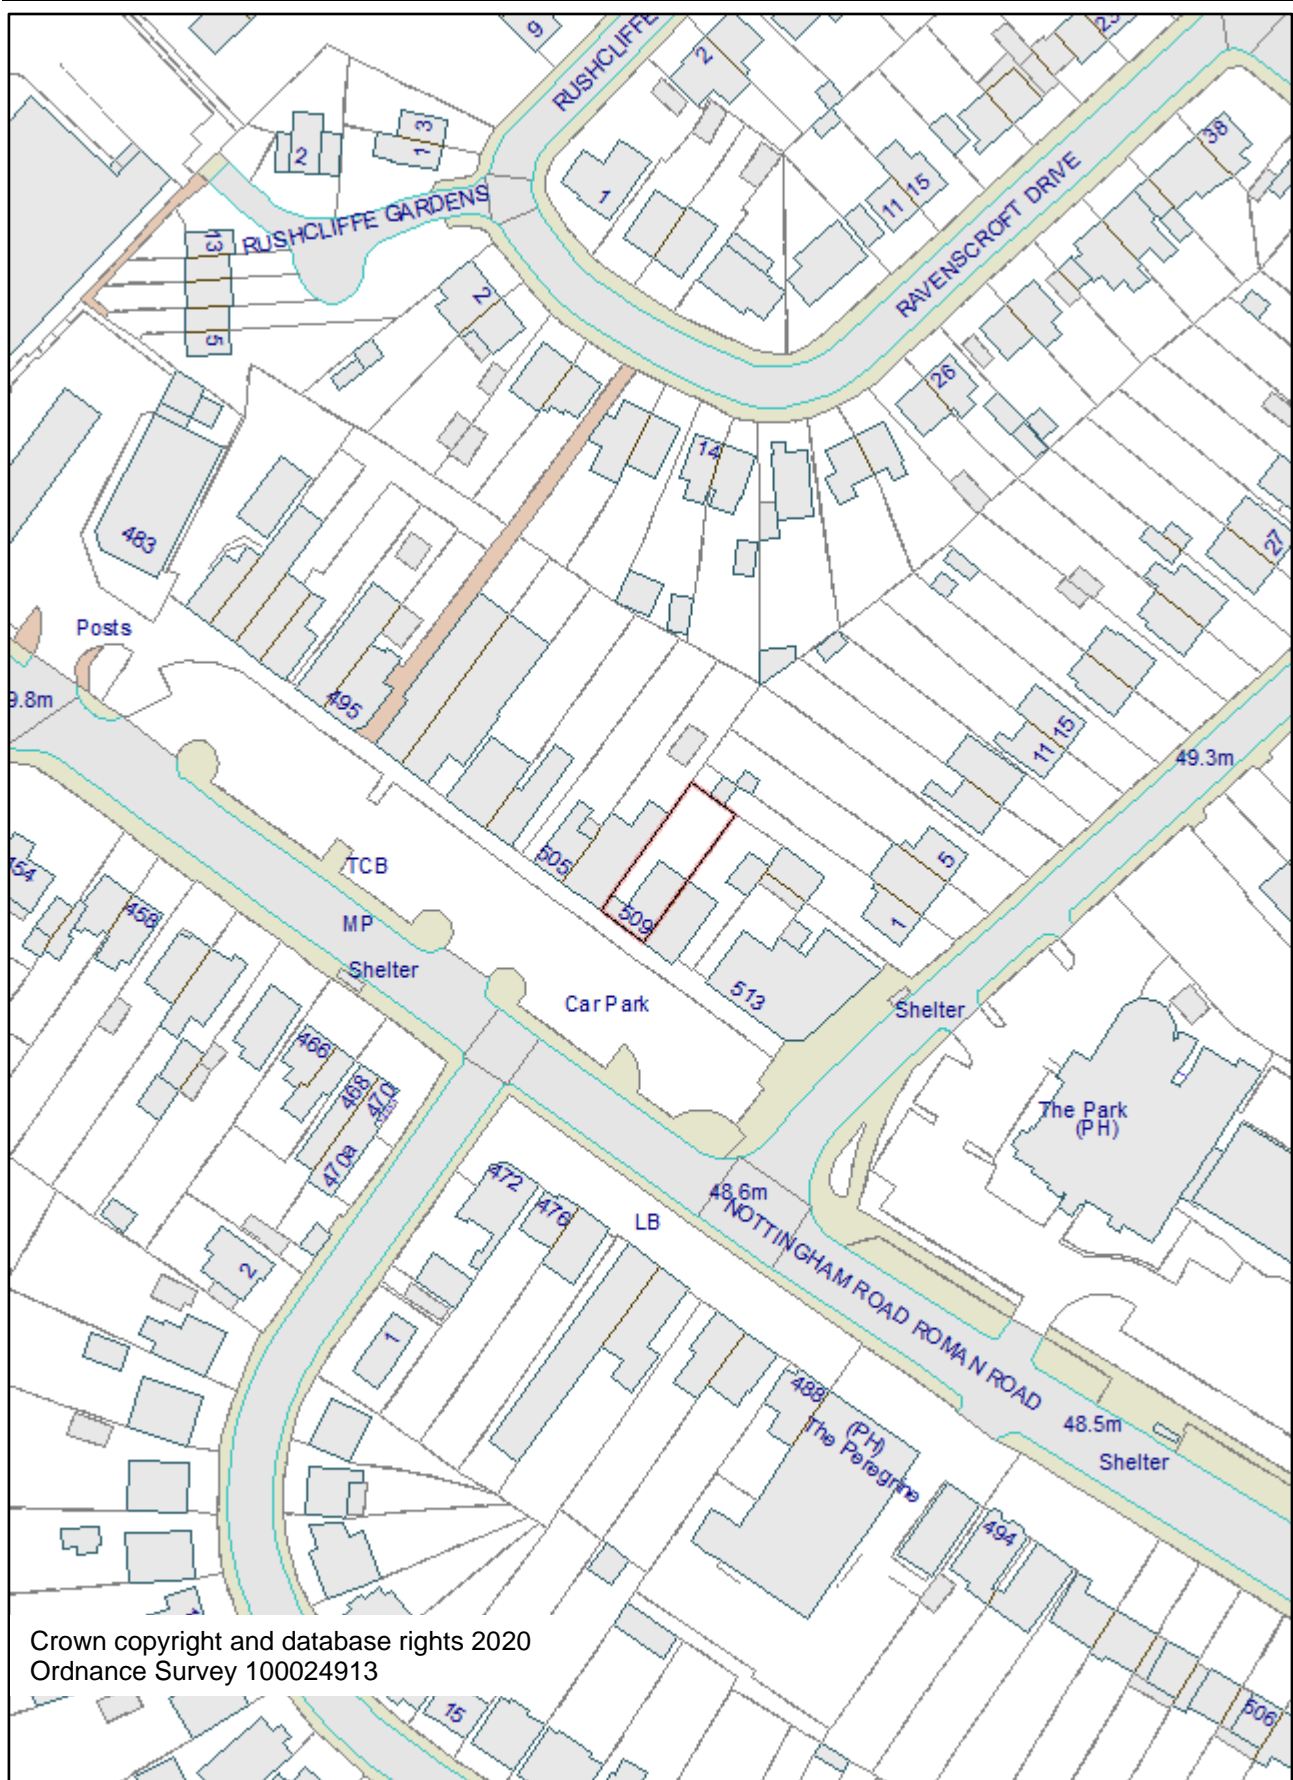 9
RUSHCLIFFE
2
23
2
1 3
1
11 15
38
RUSHCLIFFE GARDENS
RAVENSCROFT DRIVE
13
5
2
26
14
483
27
Posts
9.8m
495
11 15
49.3m
505
509
1
5
TCB
454
458
MP
Shelter
Car Park
513
Shelter
466
468
470
470a
The Park
(PH)
472
476
LB
48.6m
NOTTINGHAM ROAD ROMAN ROAD
2
1
488
(PH)
The Peregrine
48.5m
Shelter
494
Crown copyright and database rights 2020
Ordnance Survey 100024913
15
506